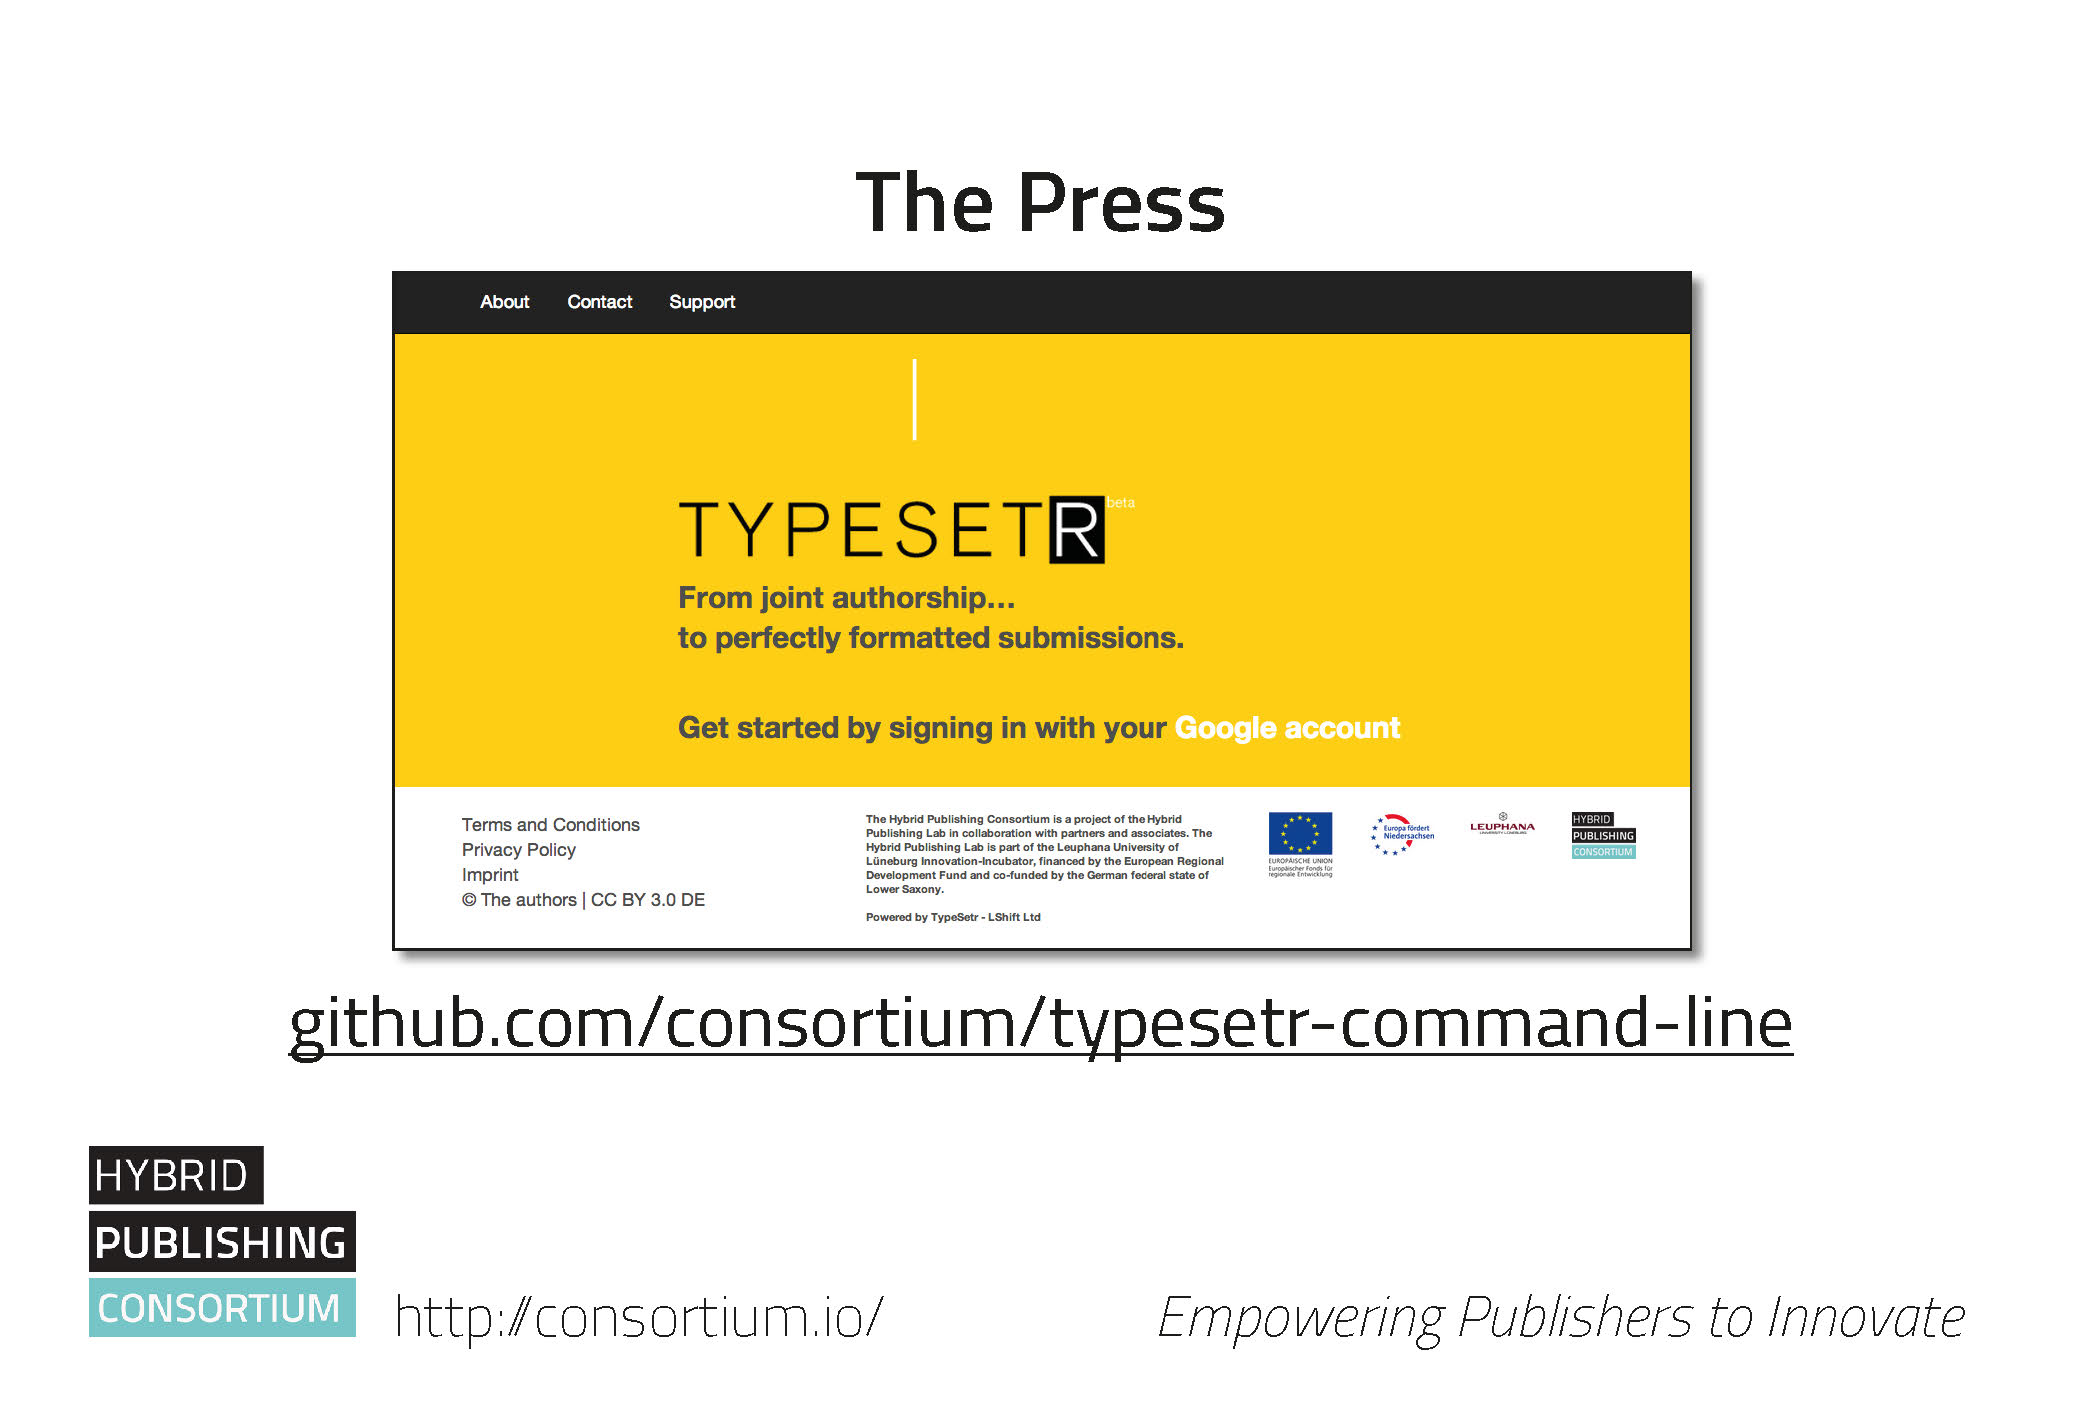 The Press
About Contact Support
TYPESETR beta
From joint authorship...
to perfectly formatted submissions.
Get started by signing in with your Google account
Terms and Conditions
Privacy Policy
Imprint
© The authors | CC BY 3.0 DE
The Hybrid Publishing Consortium is a project of the Hybrid
Publishing Lab in collaboration with partners and associates. The
Hybrid Publishing Lab is part of the Leuphana University of
Lüneburg Innovation-Incubator, financed by the European Regional
Development Fund and co-funded by the German federal state of
Lower Saxony.
Powered by TypeSetr - LShift Ltd
EUROPÄISCHE UNION
Europäischer Fonds für
regionale Entwicklung
Europa fördert
Niedersachsen
LEUPHANA
UNIVERSITY LÜNEBURG
HYBRID
PUBLISHING
CONSORTIUM
github.com/consortium/typesetr-command-line
HYBRID
PUBLISHING
CONSORTIUM
http://consortium.io/
Empowering Publishers to Innovate